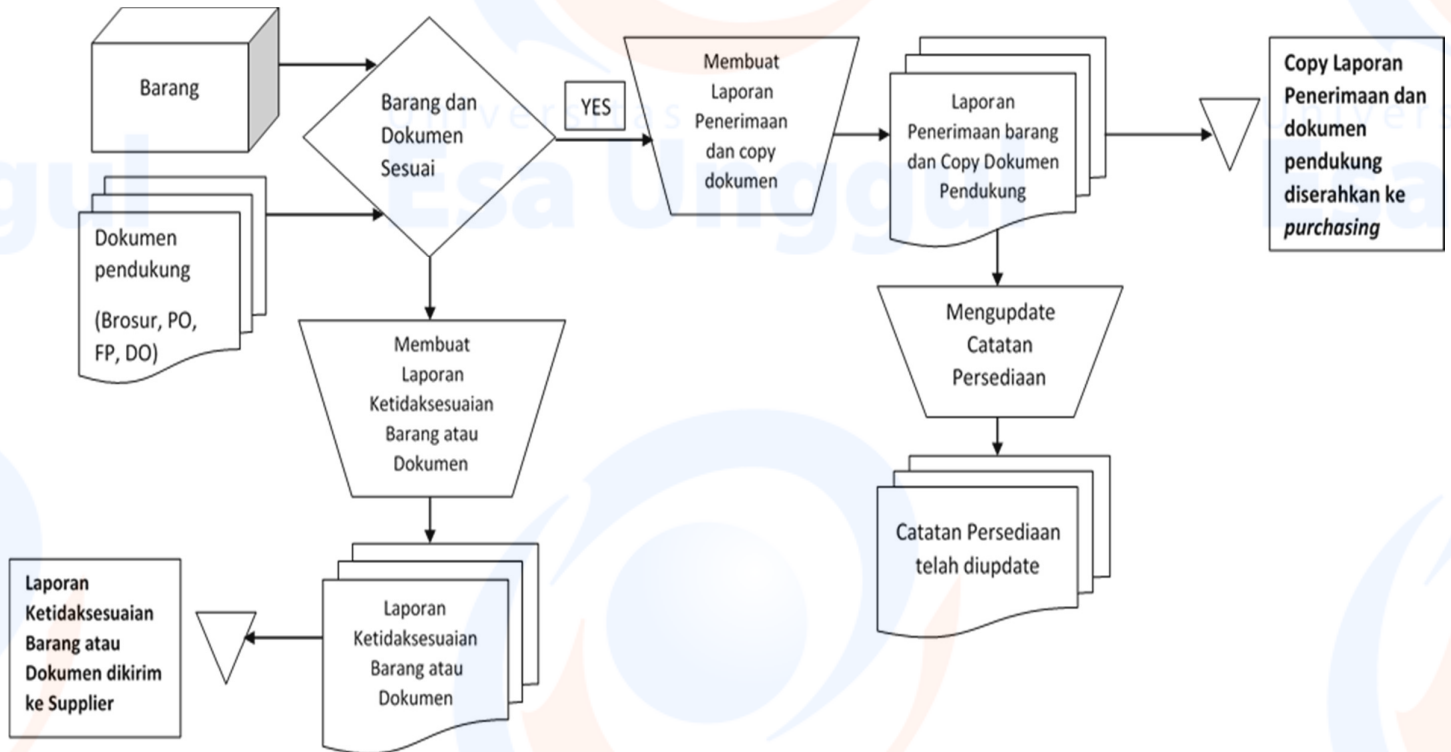 Barang
Dokumen
pendukung
(Brosur, PO,
FP, DO)
Barang dan
Dokumen
Sesuai
YES
Membuat
Laporan
Penerimaan
dan copy
dokumen
Laporan
Penerimaan barang
dan Copy Dokumen
Pendukung
Copy Laporan
Penerimaan dan
dokumen
pendukung
diserahkan ke
purchasing
Mengupdate
Catatan
Persediaan
Catatan Persediaan
telah diupdate
Membuat
Laporan
Ketidaksesuaian
Barang atau
Dokumen
Laporan
Ketidaksesuaian
Barang atau
Dokumen
Laporan
Ketidaksesuaian
Barang atau
Dokumen dikirim
ke Supplier
Universitas
Esa Unggul
gul
Univers
Esa